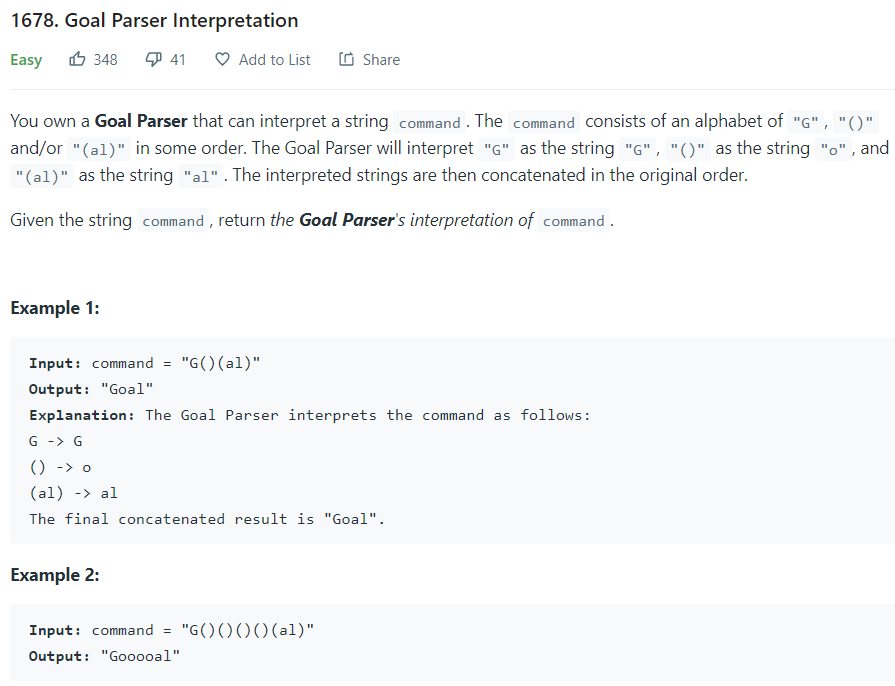 1678. Goal Parser Interpretation
Easy 348 41 Add to List Share
You own a Goal Parser that can interpret a string command . The command consists of an alphabet of "G" , "()"
and/or "(al)" in some order. The Goal Parser will interpret "G" as the string "G" , "()" as the string "o" , and
"(al)" as the string "al" . The interpreted strings are then concatenated in the original order.
Given the string command , return the Goal Parser's interpretation of command .
Example 1:
Input: command = "G()(al)"
Output: "Goal"
Explanation: The Goal Parser interprets the command as follows:
G -> G
() -> o
(al) -> al
The final concatenated result is "Goal".
Example 2:
Input: command = "G()()()()(al)"
Output: "Gooooal"